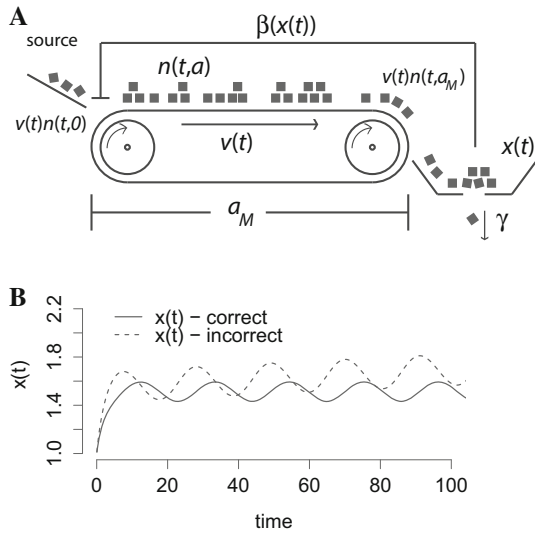 A
β(x(t))
source
n(t,a)
v(t)n(t,a_M)
v(t)n(t,0)
v(t)
x(t)
a_M
γ
B
x(t) − correct
x(t) − incorrect
x(t)
1.0 1.4 1.8 2.2
0 20 40 60 80 100
time